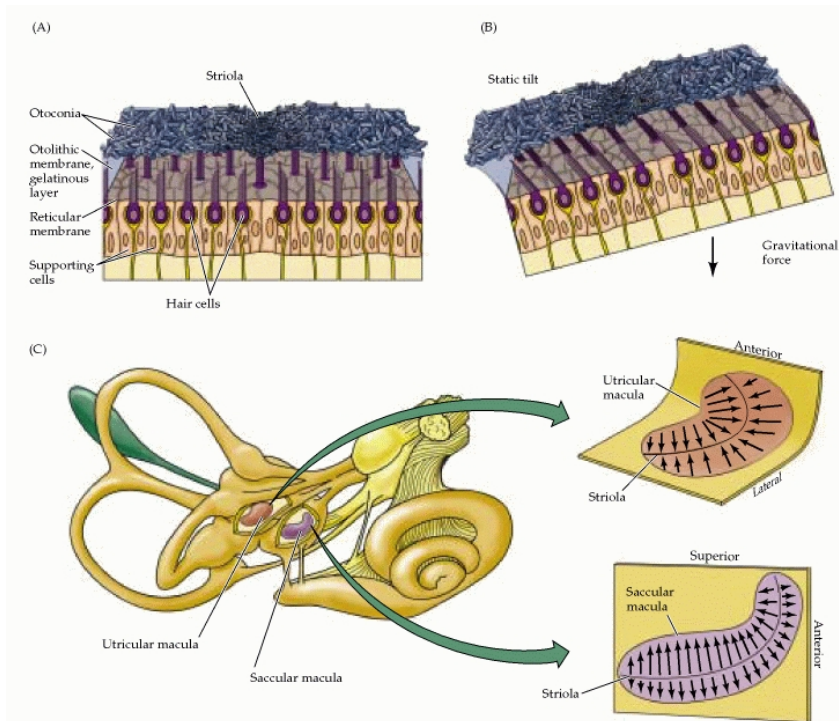 (A)
Striola
Otoconia
Otolithic
membrane,
gelatinous
layer
Reticular
membrane
Supporting
cells
Hair cells
(B)
Static tilt
Gravitational
force
(C)
Utricular macula
Saccular macula
Anterior
Utricular
macula
Striola
Lateral
Superior
Saccular
macula
Anterior
Striola